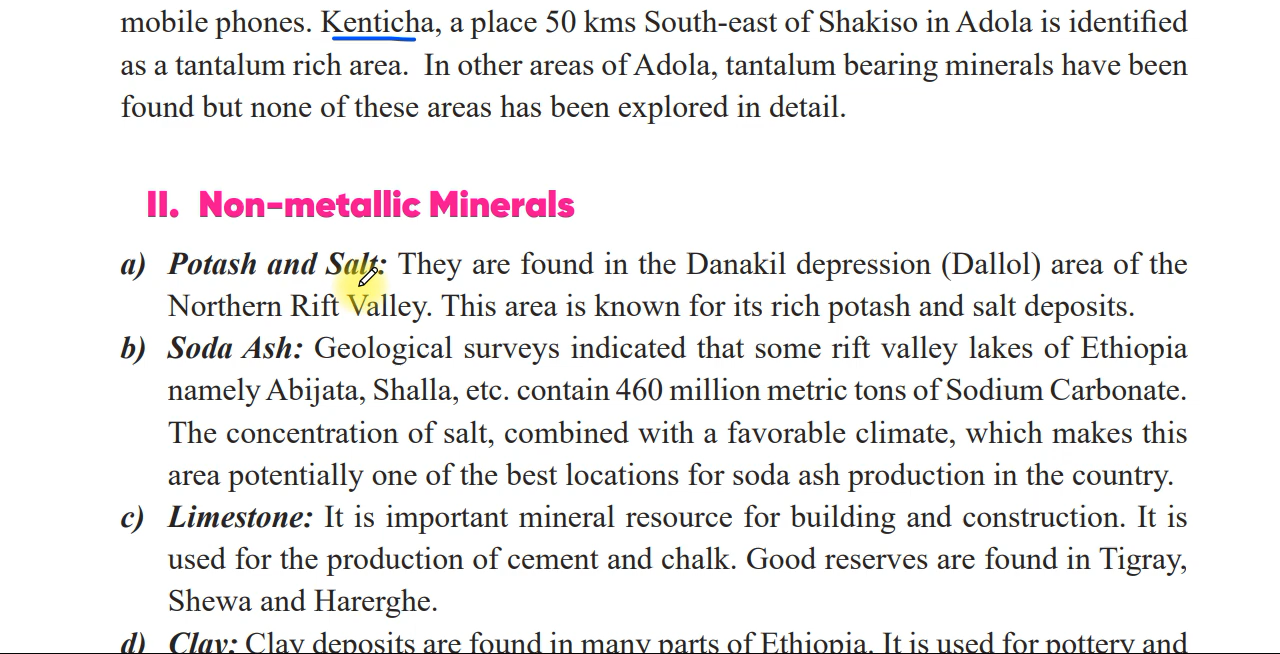 mobile phones. Kenticha, a place 50 kms South-east of Shakiso in Adola is identified
as a tantalum rich area. In other areas of Adola, tantalum bearing minerals have been
found but none of these areas has been explored in detail.
II. Non-metallic Minerals
a) Potash and Salt: They are found in the Danakil depression (Dallol) area of the
Northern Rift Valley. This area is known for its rich potash and salt deposits.
b) Soda Ash: Geological surveys indicated that some rift valley lakes of Ethiopia
namely Abijata, Shalla, etc. contain 460 million metric tons of Sodium Carbonate.
The concentration of salt, combined with a favorable climate, which makes this
area potentially one of the best locations for soda ash production in the country.
c) Limestone: It is important mineral resource for building and construction. It is
used for the production of cement and chalk. Good reserves are found in Tigray,
Shewa and Harerghe.
d) Clay: Clay deposits are found in many parts of Ethiopia. It is used for pottery and